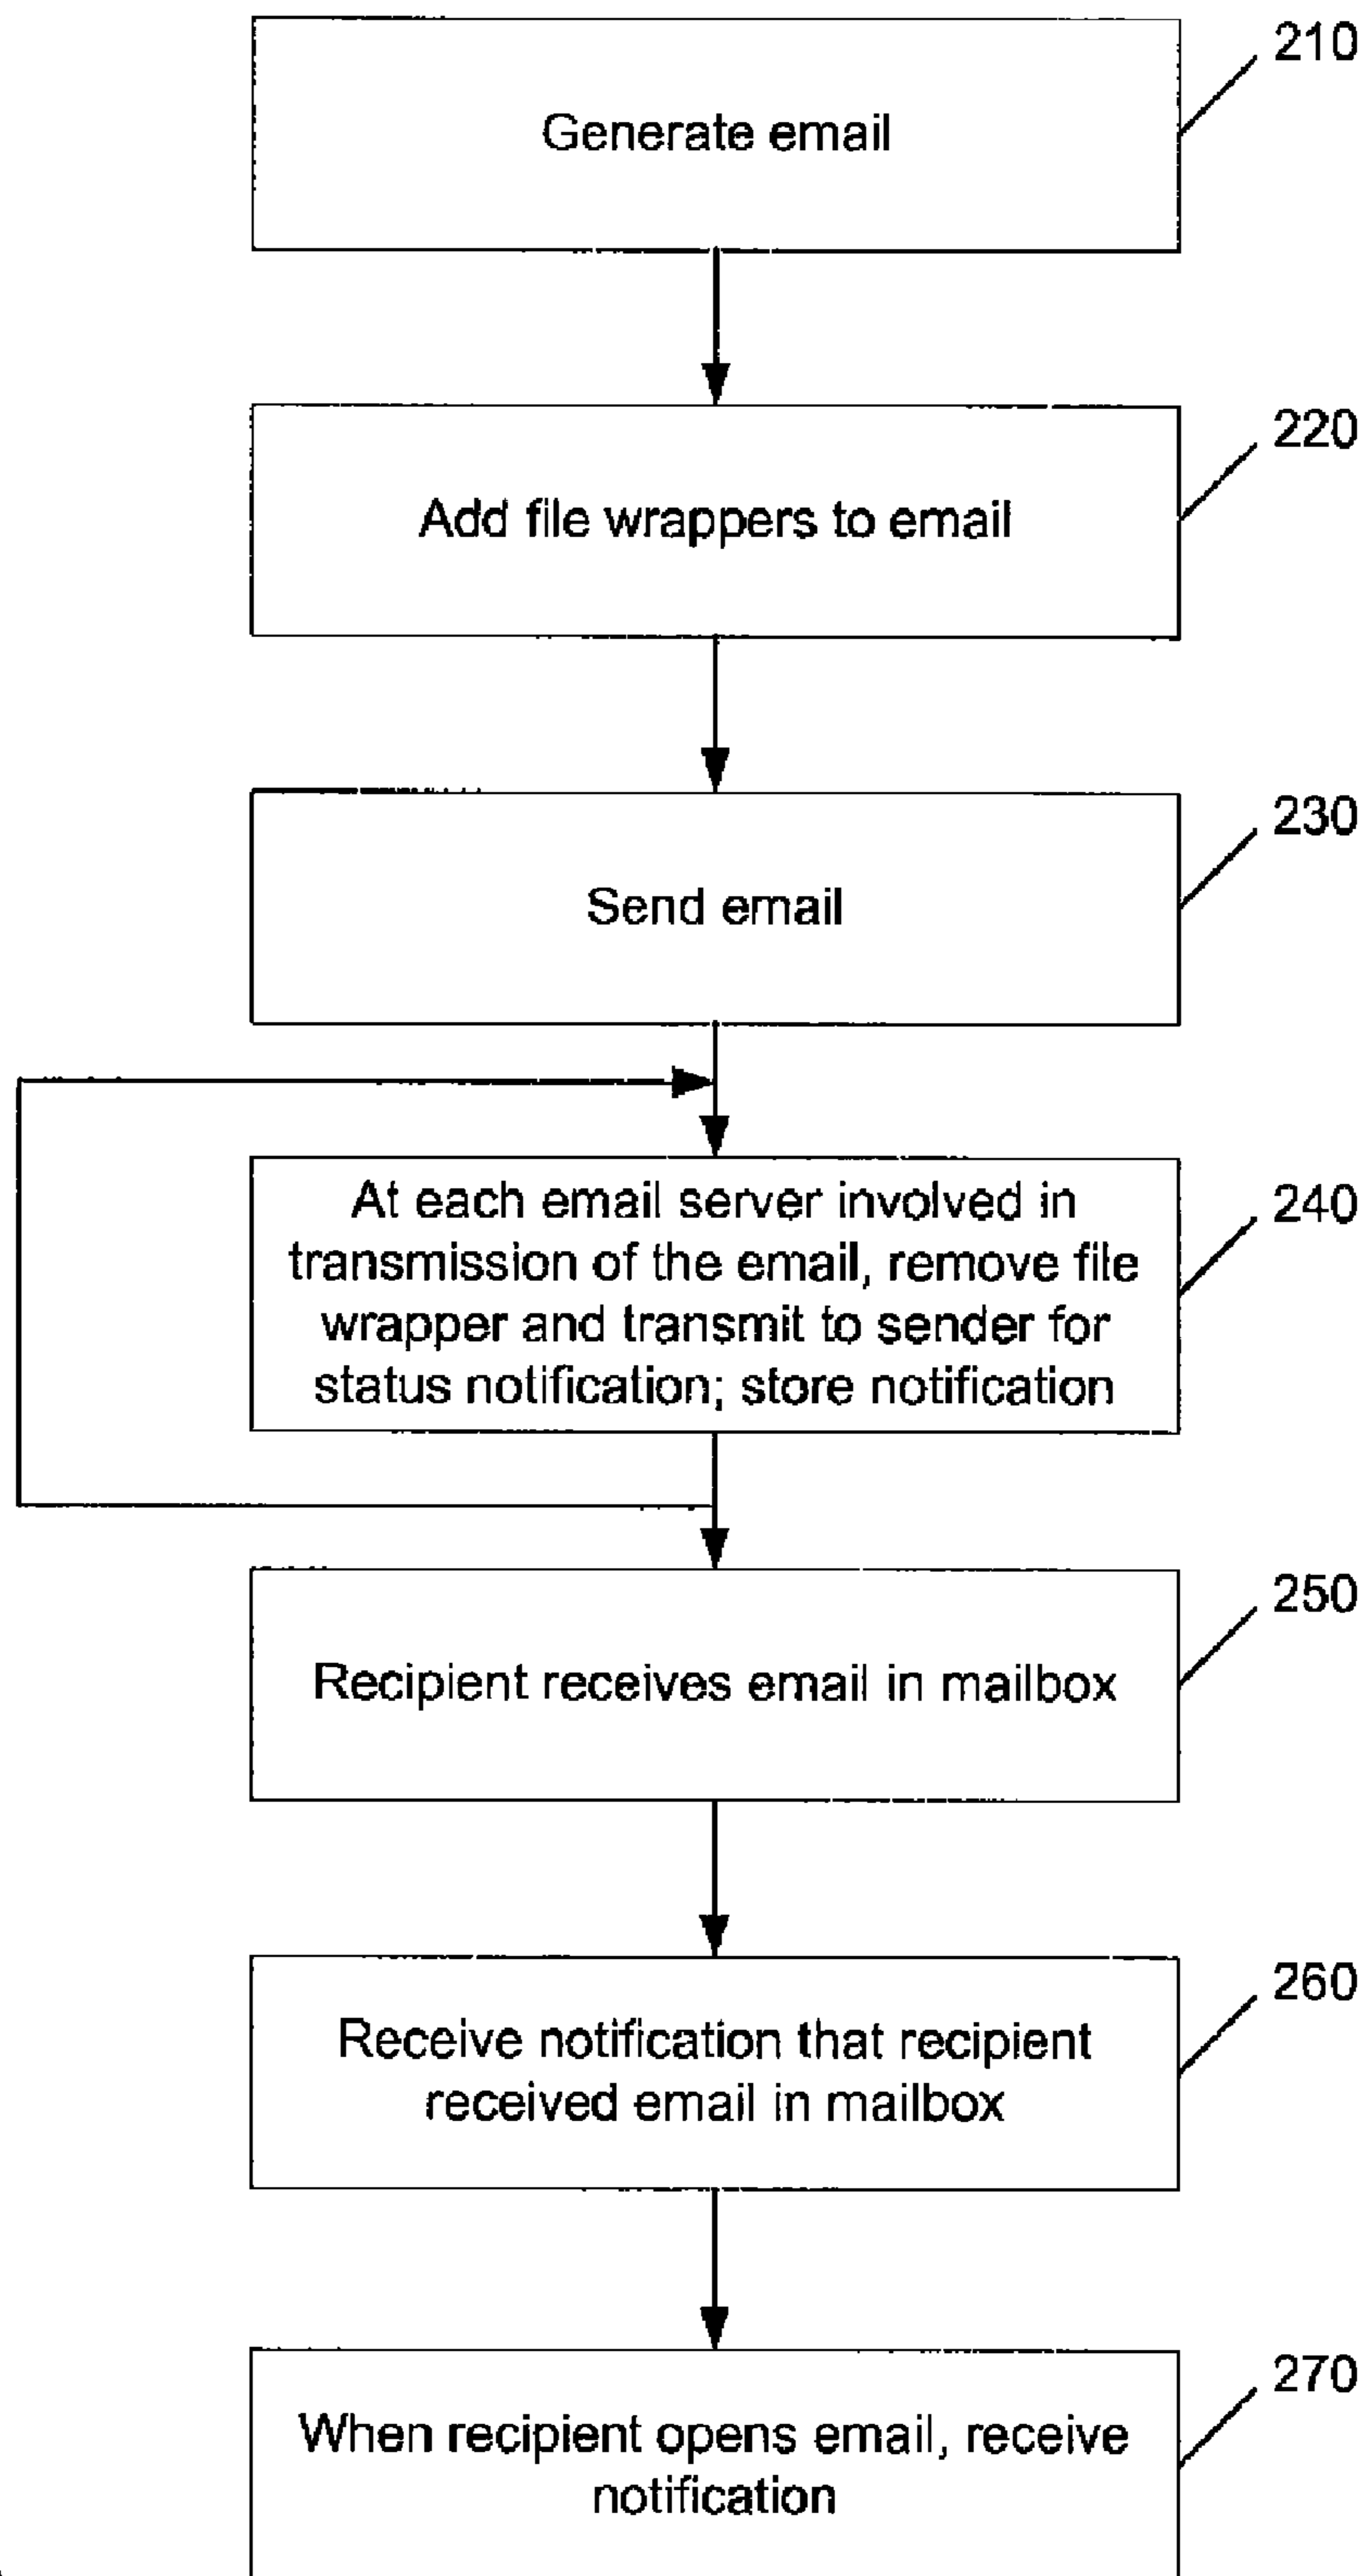 210
Generate email
220
Add file wrappers to email
230
Send email
240
At each email server involved in
transmission of the email, remove file
wrapper and transmit to sender for
status notification; store notification
250
Recipient receives email in mailbox
260
Receive notification that recipient
received email in mailbox
270
When recipient opens email, receive
notification